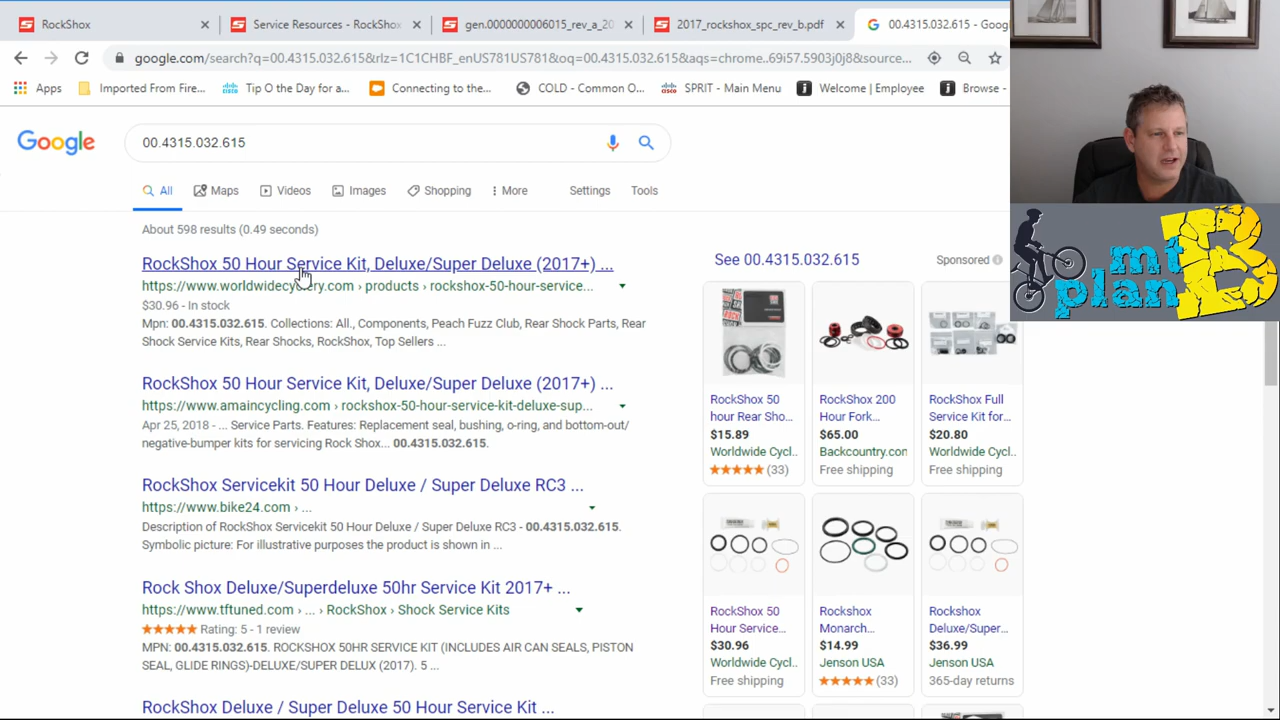 RockShox
Service Resources - RockShox
gen.0000000006015_rev_a_20
2017_rockshox_spc_rev_b.pdf
00.4315.032.615 - Goog
google.com/search?q=00.4315.032.615&rlz=1C1CHBF_enUS781US781&oq=00.4315.032.615&aqs=chrome..69i57.5903j0j8&source...
Apps
Imported From Fire...
Tip O the Day for a...
Connecting to the...
COLD - Common O...
SPRIT - Main Menu
Welcome | Employee
Browse -
Google
00.4315.032.615
All
Maps
Videos
Images
Shopping
More
Settings
Tools
About 598 results (0.49 seconds)
RockShox 50 Hour Service Kit, Deluxe/Super Deluxe (2017+) ...
https://www.worldwidecyclery.com › products › rockshox-50-hour-service...
$30.96 - In stock
Mpn: 00.4315.032.615. Collections: All., Components, Peach Fuzz Club, Rear Shock Parts, Rear
Shock Service Kits, Rear Shocks, RockShox, Top Sellers ...
RockShox 50 Hour Service Kit, Deluxe/Super Deluxe (2017+) ...
https://www.amaincycling.com › rockshox-50-hour-service-kit-deluxe-sup...
Apr 25, 2018 - ... Service Parts. Features: Replacement seal, bushing, o-ring, and bottom-out/
negative-bumper kits for servicing Rock Shox... 00.4315.032.615.
RockShox Servicekit 50 Hour Deluxe / Super Deluxe RC3 ...
https://www.bike24.com › ...
Description of RockShox Servicekit 50 Hour Deluxe / Super Deluxe RC3 - 00.4315.032.615.
Symbolic picture: For illustrative purposes the product is shown in ...
Rock Shox Deluxe/Superdeluxe 50hr Service Kit 2017+ ...
https://www.tftuned.com › ... › RockShox › Shock Service Kits
Rating: 5 - 1 review
MPN: 00.4315.032.615. ROCKSHOX 50HR SERVICE KIT (INCLUDES AIR CAN SEALS, PISTON
SEAL, GLIDE RINGS)-DELUXE/SUPER DELUX (2017). 5 ...
RockShox Deluxe / Super Deluxe 50 Hour Service Kit ...
See 00.4315.032.615
Sponsored
RockShox 50
hour Rear Sho...
$15.89
Worldwide Cycl..
(33)
RockShox 200
Hour Fork...
$65.00
Backcountry.con
Free shipping
RockShox Full
Service Kit for...
$20.80
Worldwide Cycl..
Free shipping
RockShox 50
Hour Service...
$30.96
Worldwide Cycl..
Free shipping
Rockshox
Monarch...
$14.99
Jenson USA
(33)
Rockshox
Deluxe/Super...
$36.99
Jenson USA
365-day returns
mt
plan
B